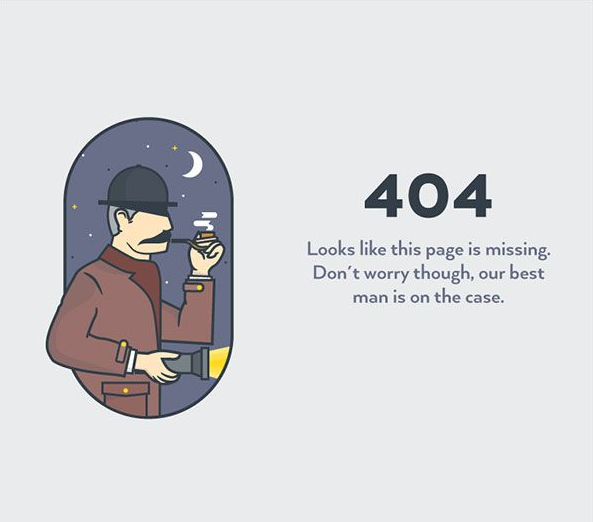 404
Looks like this page is missing.
Don't worry though, our best
man is on the case.